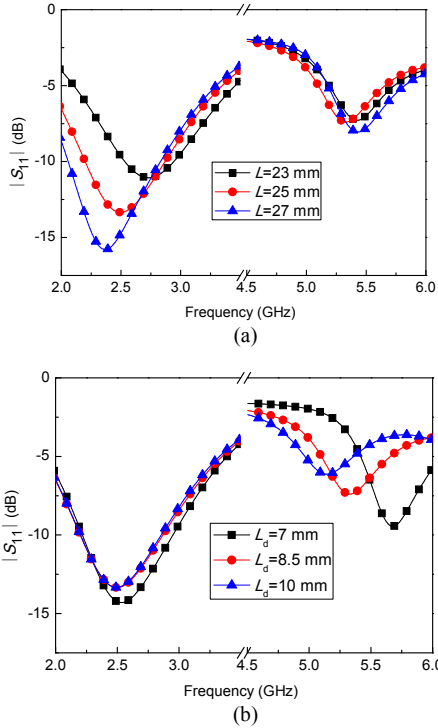 0
-5
-10
-15
|S11| (dB)
L=23 mm
L=25 mm
L=27 mm
2.0 2.5 3.0 3.5 4.5 5.0 5.5 6.0
Frequency (GHz)
(a)
0
-5
-10
-15
|S11| (dB)
Ld=7 mm
Ld=8.5 mm
Ld=10 mm
2.0 2.5 3.0 3.5 4.5 5.0 5.5 6.0
Frequency (GHz)
(b)